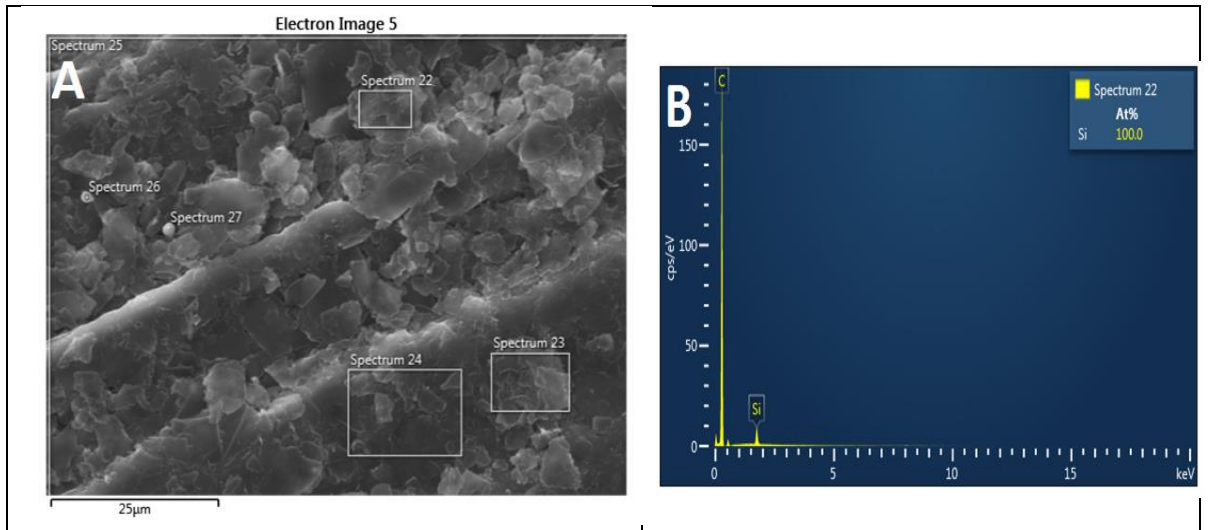 Electron Image 5
Spectrum 25
A
Spectrum 22
Spectrum 26
Spectrum 27
Spectrum 23
Spectrum 24
25µm
B
C
Spectrum 22
At%
Si 100.0
150
100
cps/eV
50
Si
0
0 5 10 15 keV